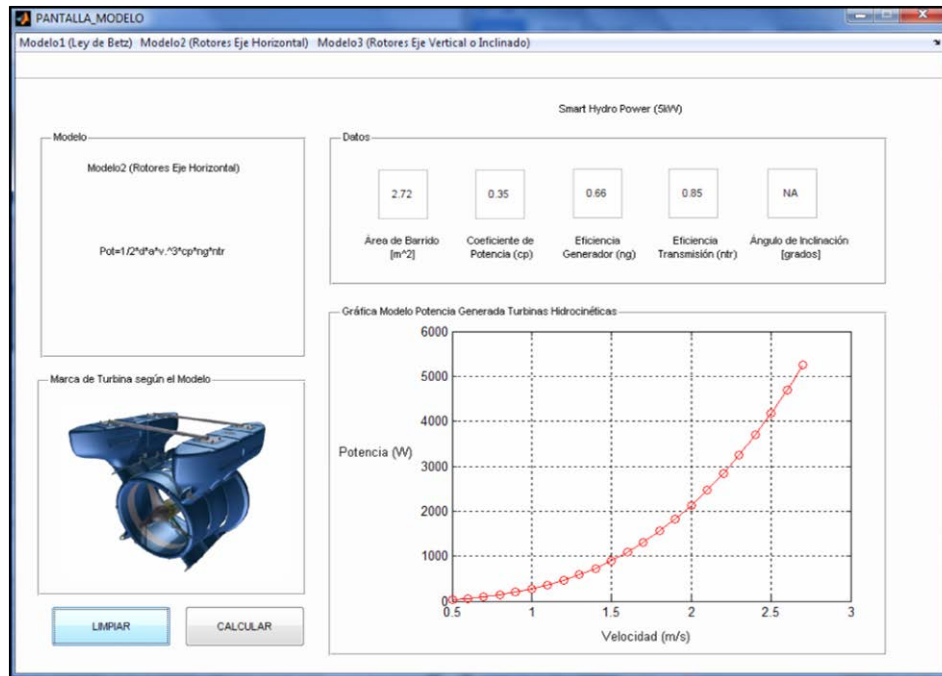 PANTALLA_MODELO
Modelo1 (Ley de Betz) Modelo2 (Rotores Eje Horizontal) Modelo3 (Rotores Eje Vertical o Inclinado)
Smart Hydro Power (5kW)
Modelo
Modelo2 (Rotores Eje Horizontal)
Pot=1/2*d*a*v.^3*cp*ng*ntr
Datos
2.72 0.35 0.66 0.85 NA
Área de Barrido Coeficiente de Eficiencia Eficiencia Ángulo de Inclinación
[m^2] Potencia (cp) Generador (ng) Transmisión (ntr) [grados]
Marca de Turbina según el Modelo
LIMPIAR CALCULAR
Gráfica Modelo Potencia Generada Turbinas Hidrocinéticas
6000
5000
4000
Potencia (W)
3000
2000
1000
0
0.5 1 1.5 2 2.5 3
Velocidad (m/s)